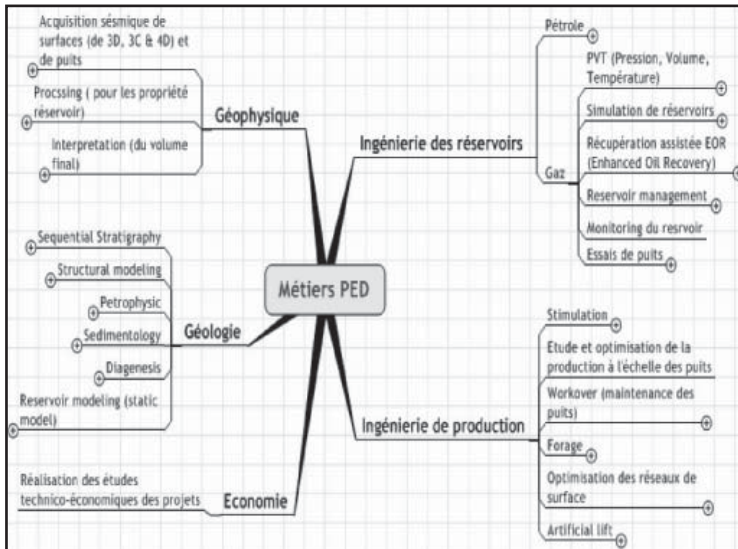 Acquisition sésmique de
surfaces (de 3D, 3C & 4D) et
de puits
Procssing ( pour les propriété
réservoir)
Interpretation (du volume
final)
Géophysique
Sequential Stratigraphy
Structural modeling
Petrophysic
Sedimentology
Diagenesis
Reservoir modeling (static
model)
Géologie
Réalisation des études
technico-économiques des projets
Economie
Métiers PED
Ingénierie des réservoirs
Pétrole
Gaz
PVT (Pression, Volume,
Température)
Simulation de réservoirs
Récupération assistée EOR
(Enhanced Oil Recovery)
Reservoir management
Monitoring du resrvoir
Essais de puits
Ingénierie de production
Stimulation
Etude et optimisation de la
production à l'échelle des puits
Workover (maintenance des
puits)
Forage
Optimisation des réseaux de
surface
Artificial lift